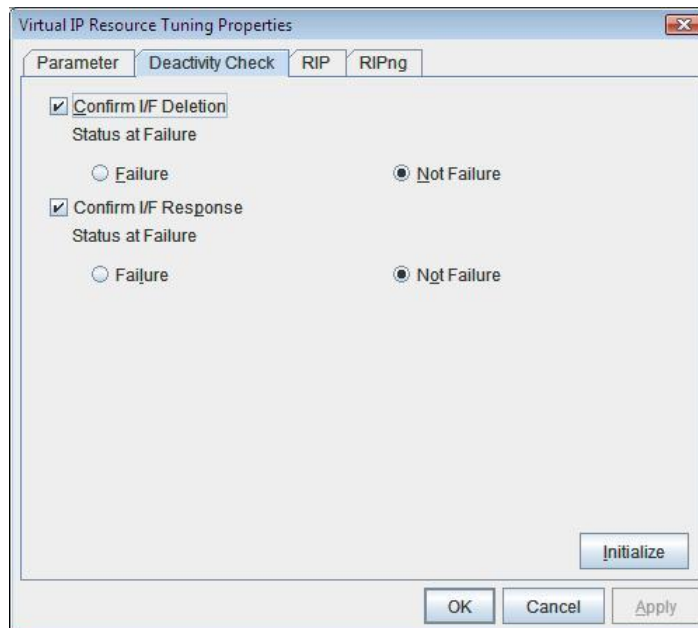 Virtual IP Resource Tuning Properties
Parameter Deactivity Check RIP RIPng
Confirm I/F Deletion
Status at Failure
Failure Not Failure
Confirm I/F Response
Status at Failure
Failure Not Failure
Initialize
OK Cancel Apply